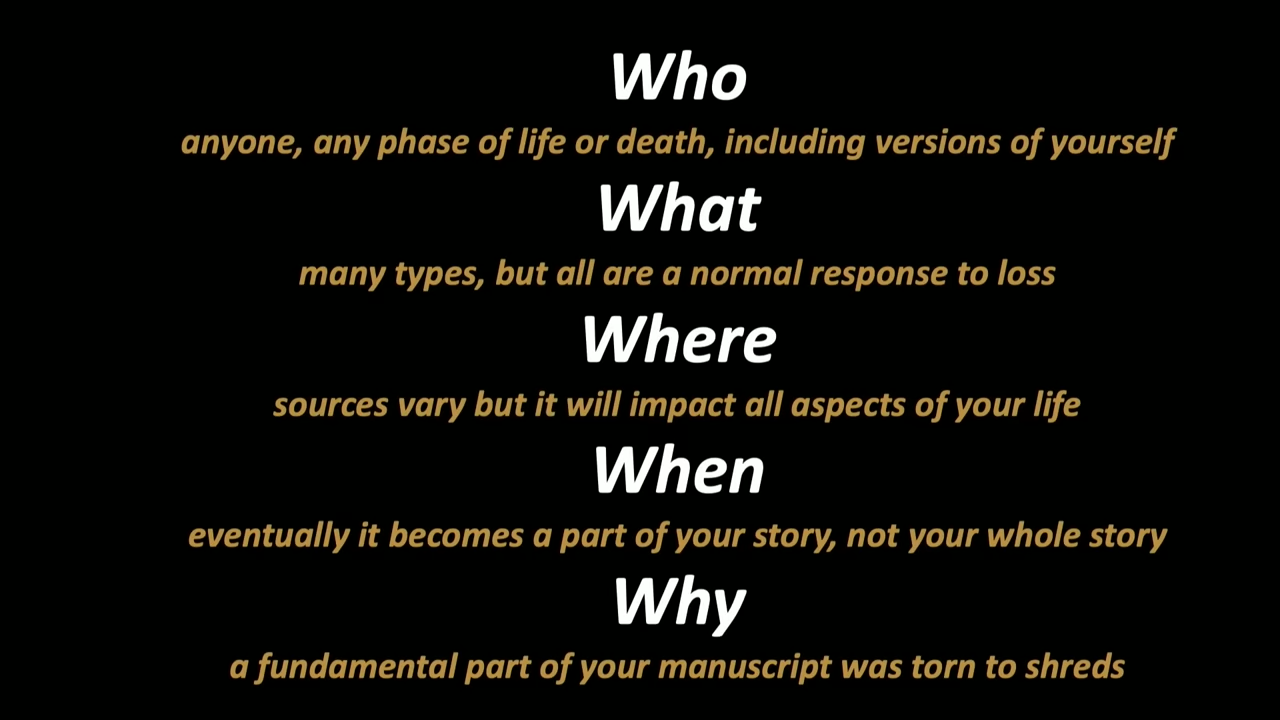 Who
anyone, any phase of life or death, including versions of yourself
What
many types, but all are a normal response to loss
Where
sources vary but it will impact all aspects of your life
When
eventually it becomes a part of your story, not your whole story
Why
a fundamental part of your manuscript was torn to shreds